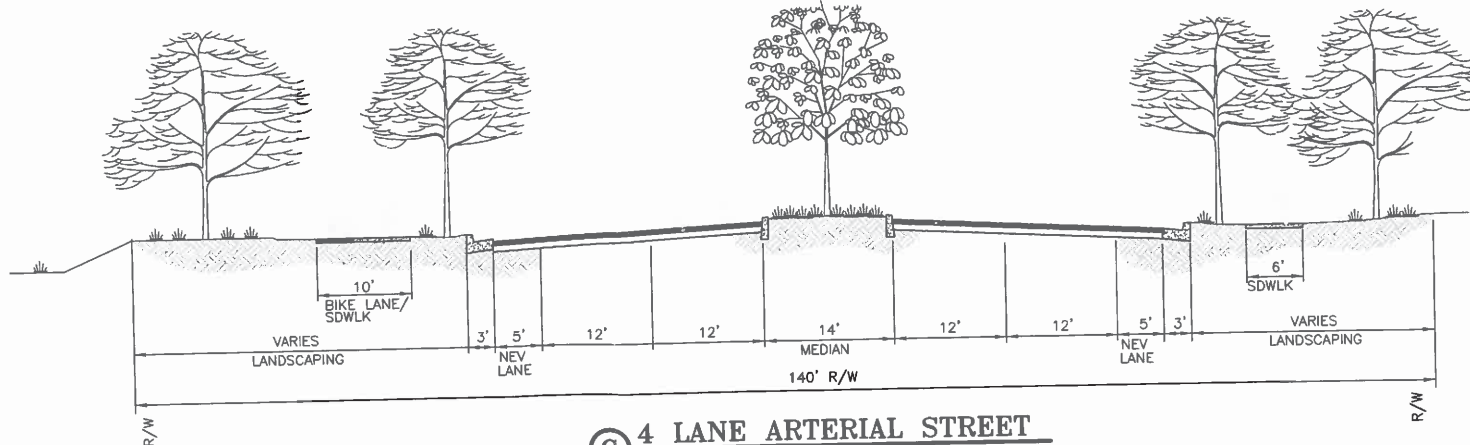 10'
BIKE LANE/
SDWLK
6'
SDWLK
VARIES
LANDSCAPING
3'
5'
NEV
LANE
12'
12'
14'
MEDIAN
12'
12'
5'
NEV
LANE
3'
VARIES
LANDSCAPING
140' R/W
R/W
R/W
C 4 LANE ARTERIAL STREET